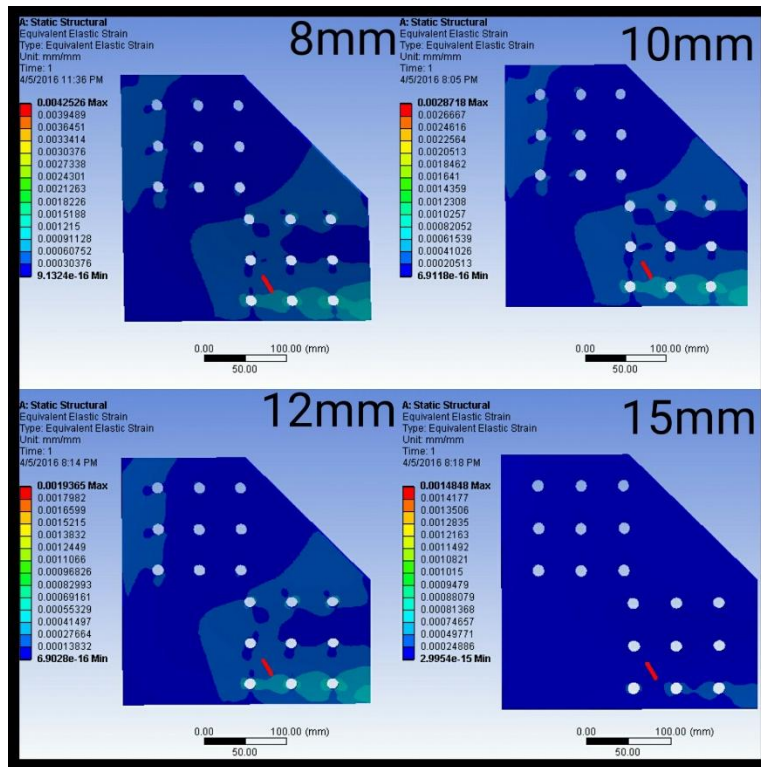 A: Static Structural
Equivalent Elastic Strain
Type: Equivalent Elastic Strain
Unit: mm/mm
Time: 1
4/5/2016 11:36 PM
8mm
0.0042526 Max
0.0039489
0.0036451
0.0033414
0.0030376
0.0027338
0.0024301
0.0021263
0.0018226
0.0015188
0.001215
0.00091128
0.00060752
0.00030376
9.1324e-16 Min
0.00
100.00 (mm)
50.00
A: Static Structural
Equivalent Elastic Strain
Type: Equivalent Elastic Strain
Unit: mm/mm
Time: 1
4/5/2016 8:05 PM
10mm
0.0028718 Max
0.0026667
0.0024616
0.0022564
0.0020513
0.0018462
0.001641
0.0014359
0.0012308
0.0010257
0.00082052
0.00061539
0.00041026
0.00020513
6.9118e-16 Min
0.00
100.00 (mm)
50.00
A: Static Structural
Equivalent Elastic Strain
Type: Equivalent Elastic Strain
Unit: mm/mm
Time: 1
4/5/2016 8:14 PM
12mm
0.0019365 Max
0.0017982
0.0016599
0.0015215
0.0013832
0.0012449
0.0011066
0.00096826
0.00082993
0.00069161
0.00055329
0.00041497
0.00027664
0.00013832
6.9028e-16 Min
0.00
100.00 (mm)
50.00
A: Static Structural
Equivalent Elastic Strain
Type: Equivalent Elastic Strain
Unit: mm/mm
Time: 1
4/5/2016 8:18 PM
15mm
0.0014848 Max
0.0014177
0.0013506
0.0012835
0.0012163
0.0011492
0.0010821
0.001015
0.0009479
0.00088079
0.00081368
0.00074657
0.00049771
0.00024886
2.9954e-15 Min
0.00
100.00 (mm)
50.00